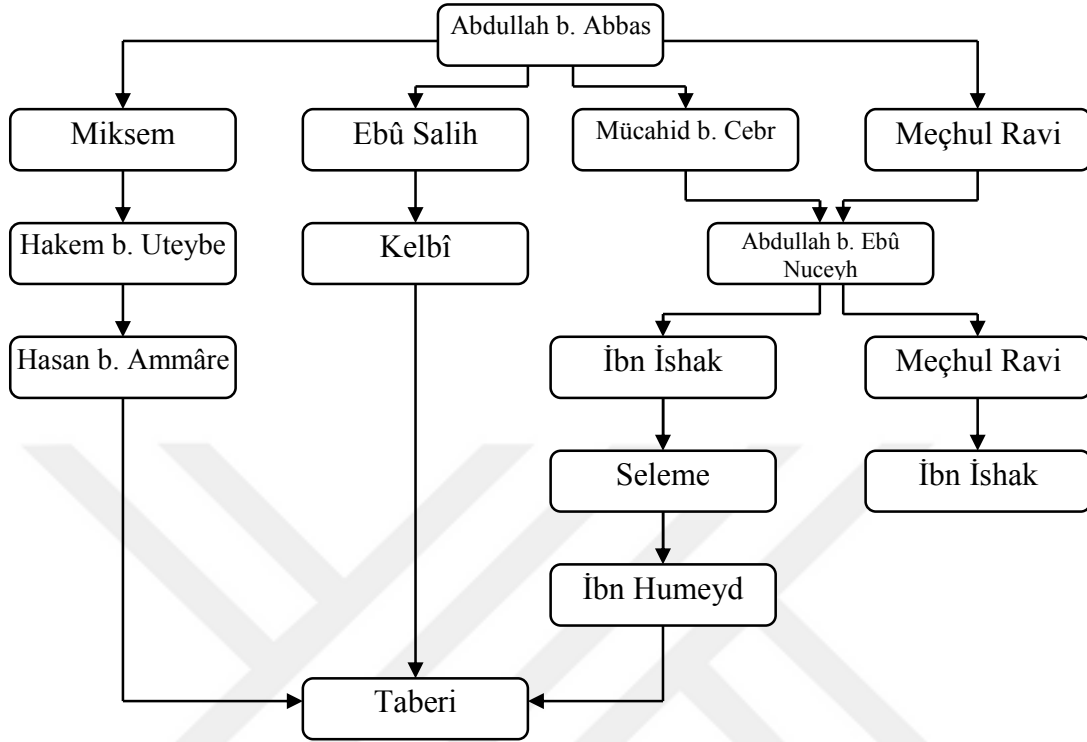 Abdullah b. Abbas
Miksem
Ebû Salih
Mücahid b. Cebr
Meçhul Ravi
Hakem b. Uteybe
Kelbî
Abdullah b. Ebû
Nuceyh
Hasan b. Ammâre
İbn İshak
Meçhul Ravi
Seleme
İbn İshak
İbn Humeyd
Taberi